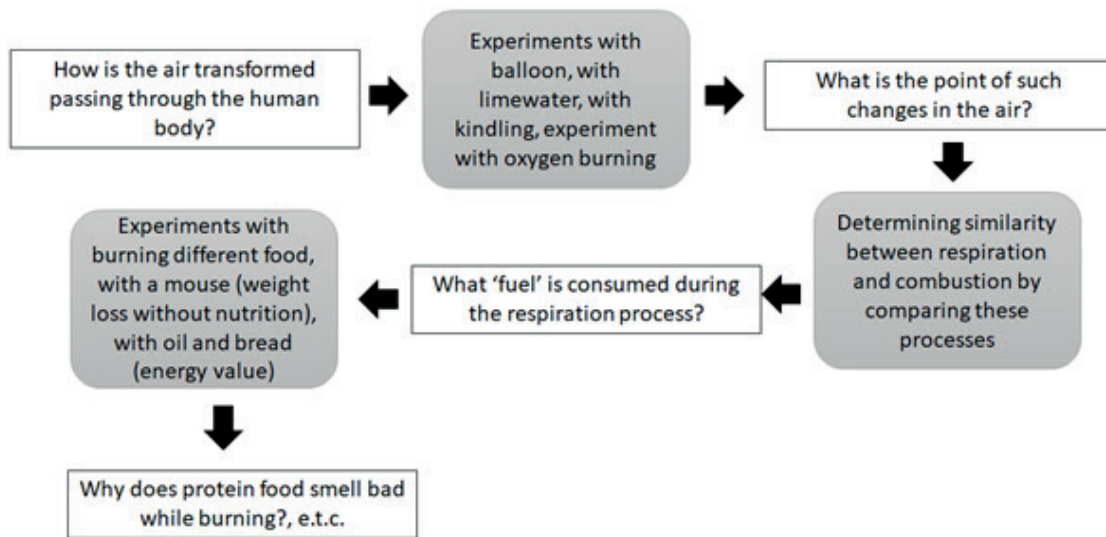 How is the air transformed
passing through the human
body?
Experiments with
balloon, with
limewater, with
kindling, experiment
with oxygen burning
What is the point of such
changes in the air?
Determining similarity
between respiration
and combustion by
comparing these
processes
What ‘fuel’ is consumed during
the respiration process?
Experiments with
burning different food,
with a mouse (weight
loss without nutrition),
with oil and bread
(energy value)
Why does protein food smell bad
while burning?, e.t.c.